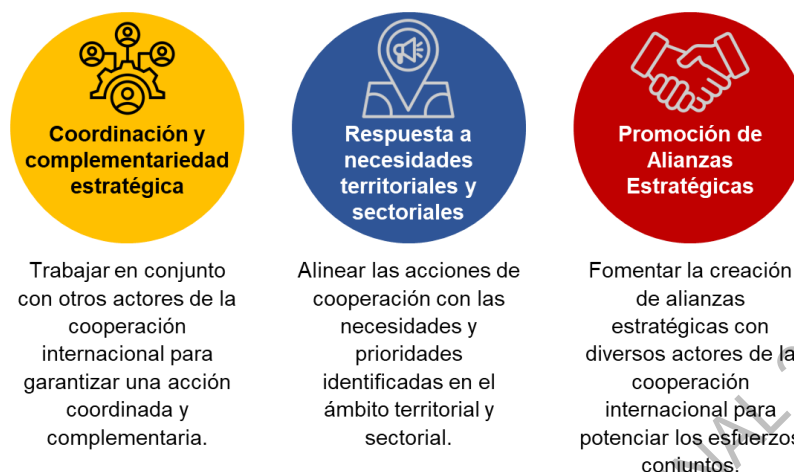 Coordinación y
complementariedad
estratégica
Trabajar en conjunto
con otros actores de la
cooperación
internacional para
garantizar una acción
coordinada y
complementaria.
Respuesta a
necesidades
territoriales y
sectoriales
Alinear las acciones de
cooperación con las
necesidades y
prioridades
identificadas en el
ámbito territorial y
sectorial.
Promoción de
Alianzas
Estratégicas
Fomentar la creación
de alianzas
estratégicas con
diversos actores de la
cooperación
internacional para
potenciar los esfuerzos
conjuntos.